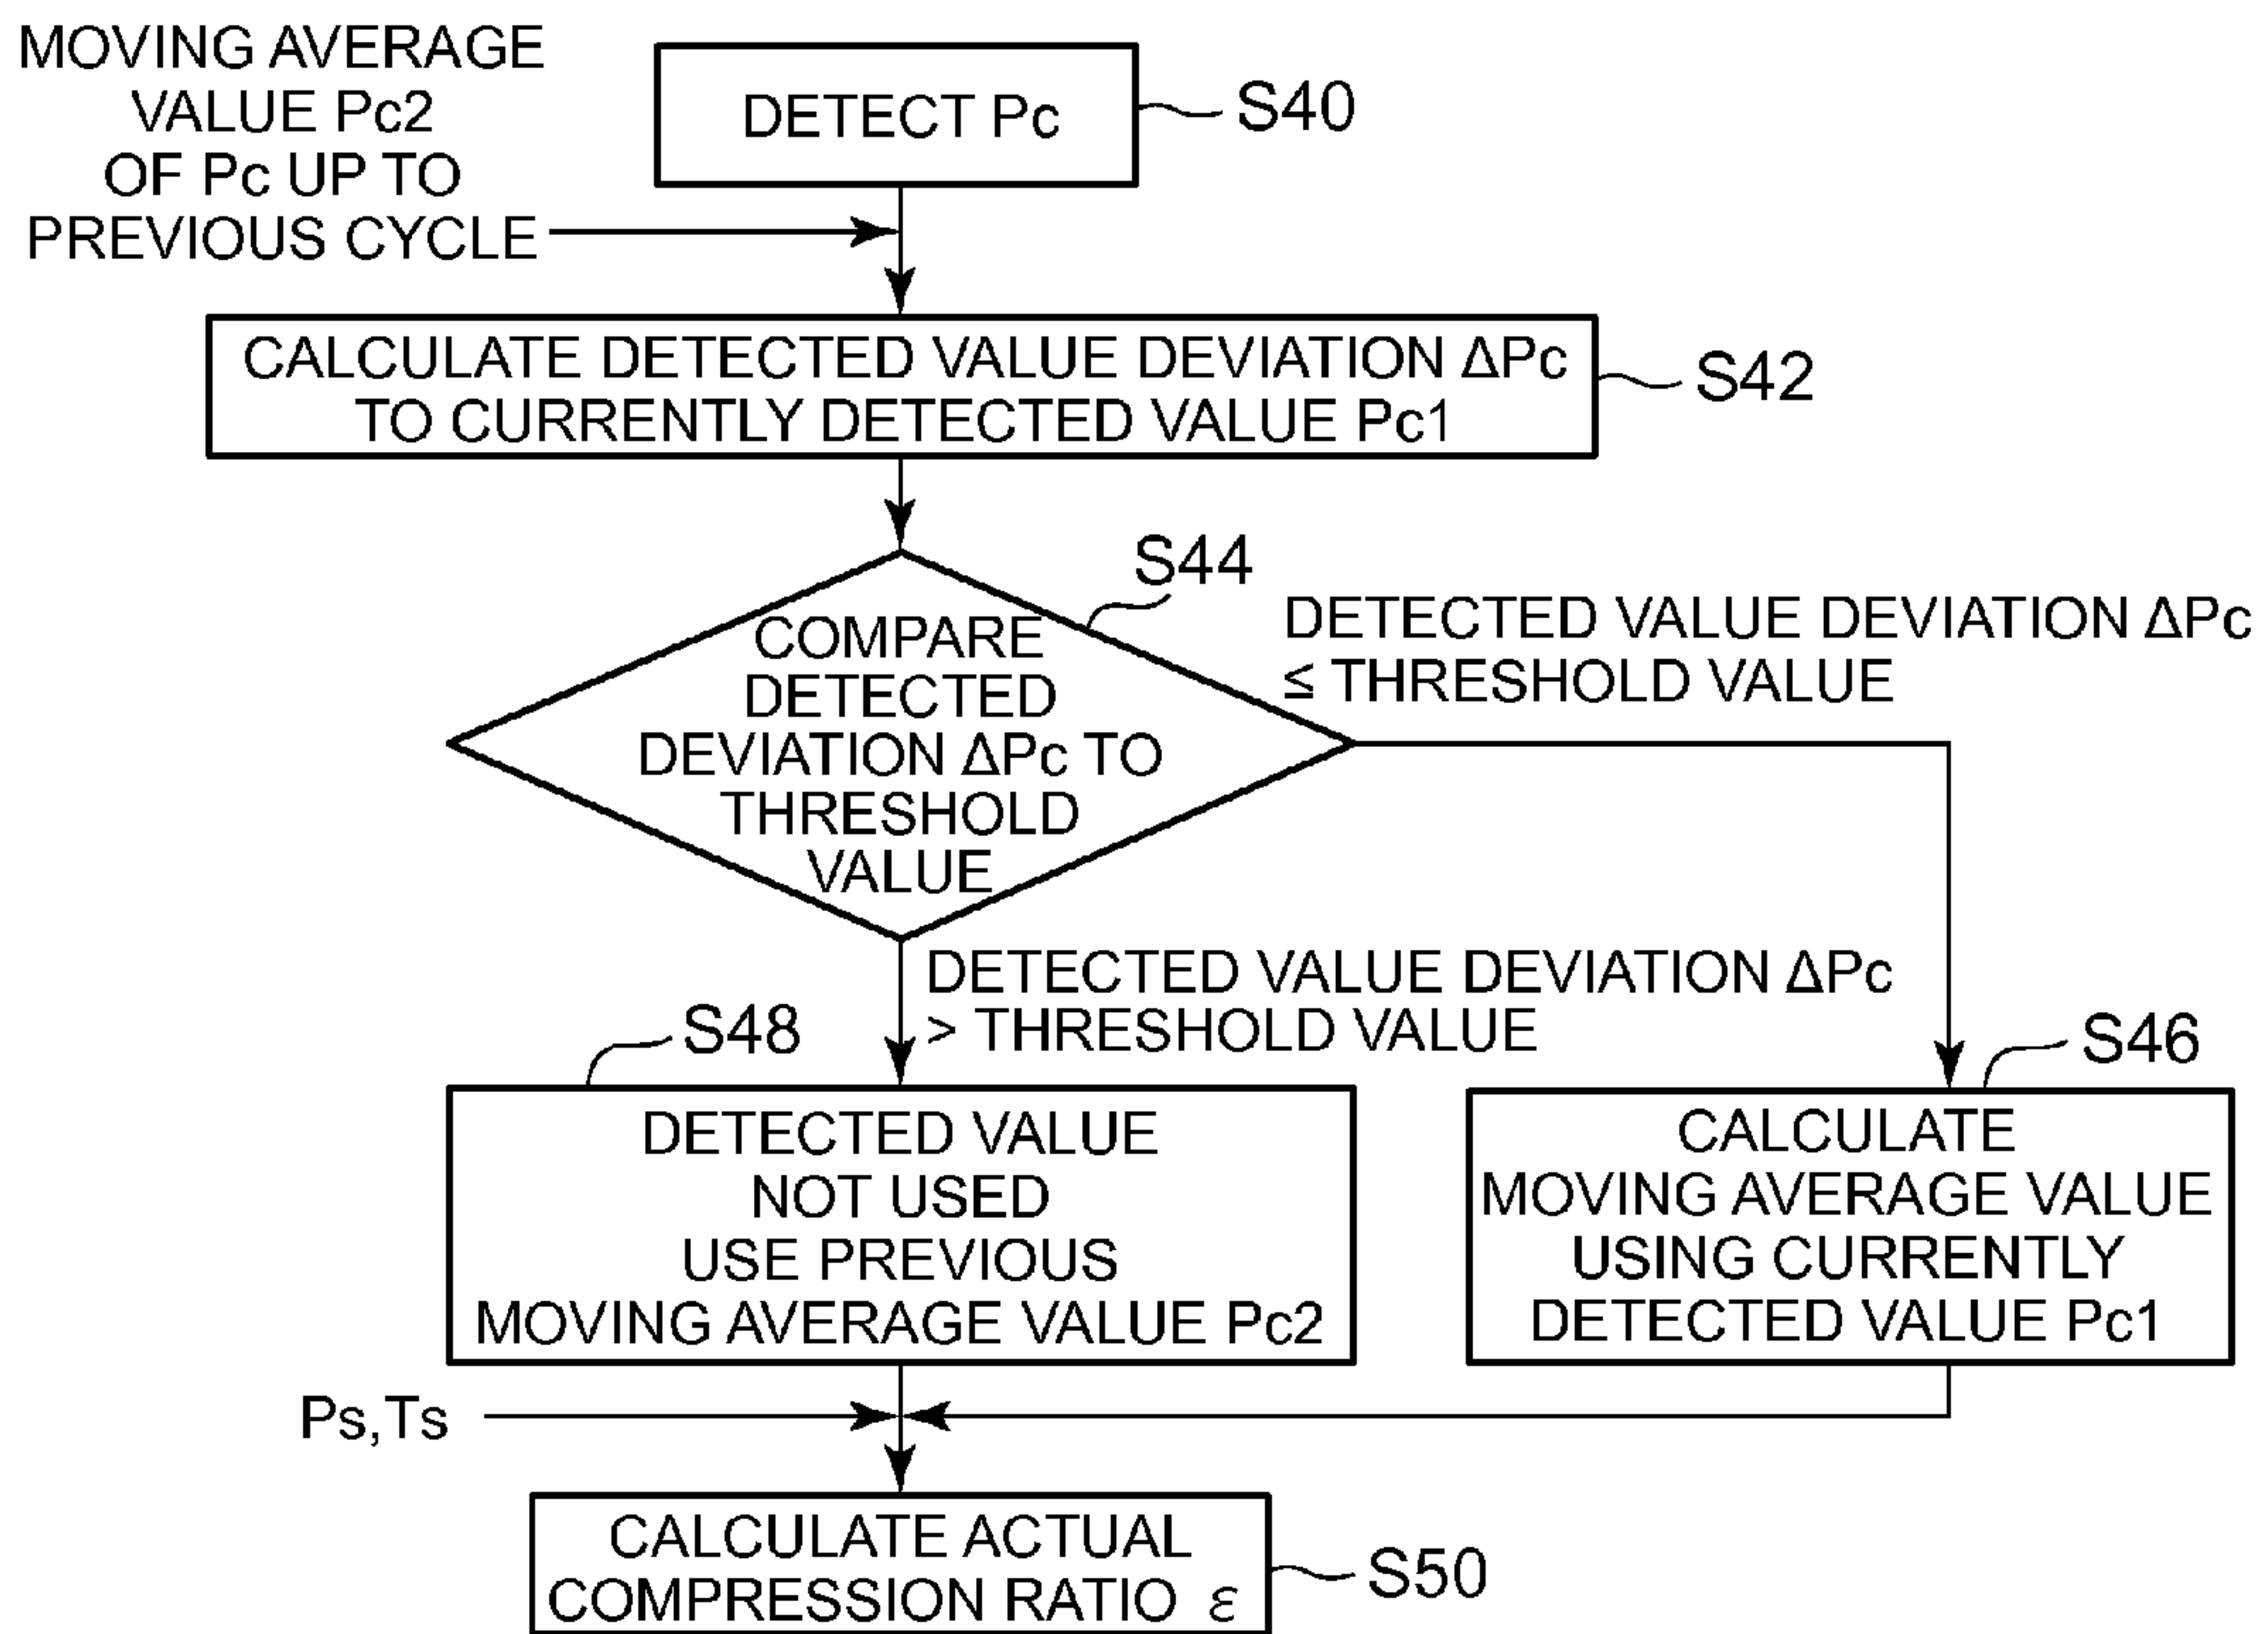 MOVING AVERAGE
VALUE Pc2
OF Pc UP TO
PREVIOUS CYCLE
DETECT Pc
S40
CALCULATE DETECTED VALUE DEVIATION ΔPc
TO CURRENTLY DETECTED VALUE Pc1
S42
S44
COMPARE
DETECTED
DEVIATION ΔPc TO
THRESHOLD
VALUE
DETECTED VALUE DEVIATION ΔPc
≤ THRESHOLD VALUE
DETECTED VALUE DEVIATION ΔPc
> THRESHOLD VALUE
S48
DETECTED VALUE
NOT USED
USE PREVIOUS
MOVING AVERAGE VALUE Pc2
S46
CALCULATE
MOVING AVERAGE VALUE
USING CURRENTLY
DETECTED VALUE Pc1
Ps,Ts
CALCULATE ACTUAL
COMPRESSION RATIO ε
S50